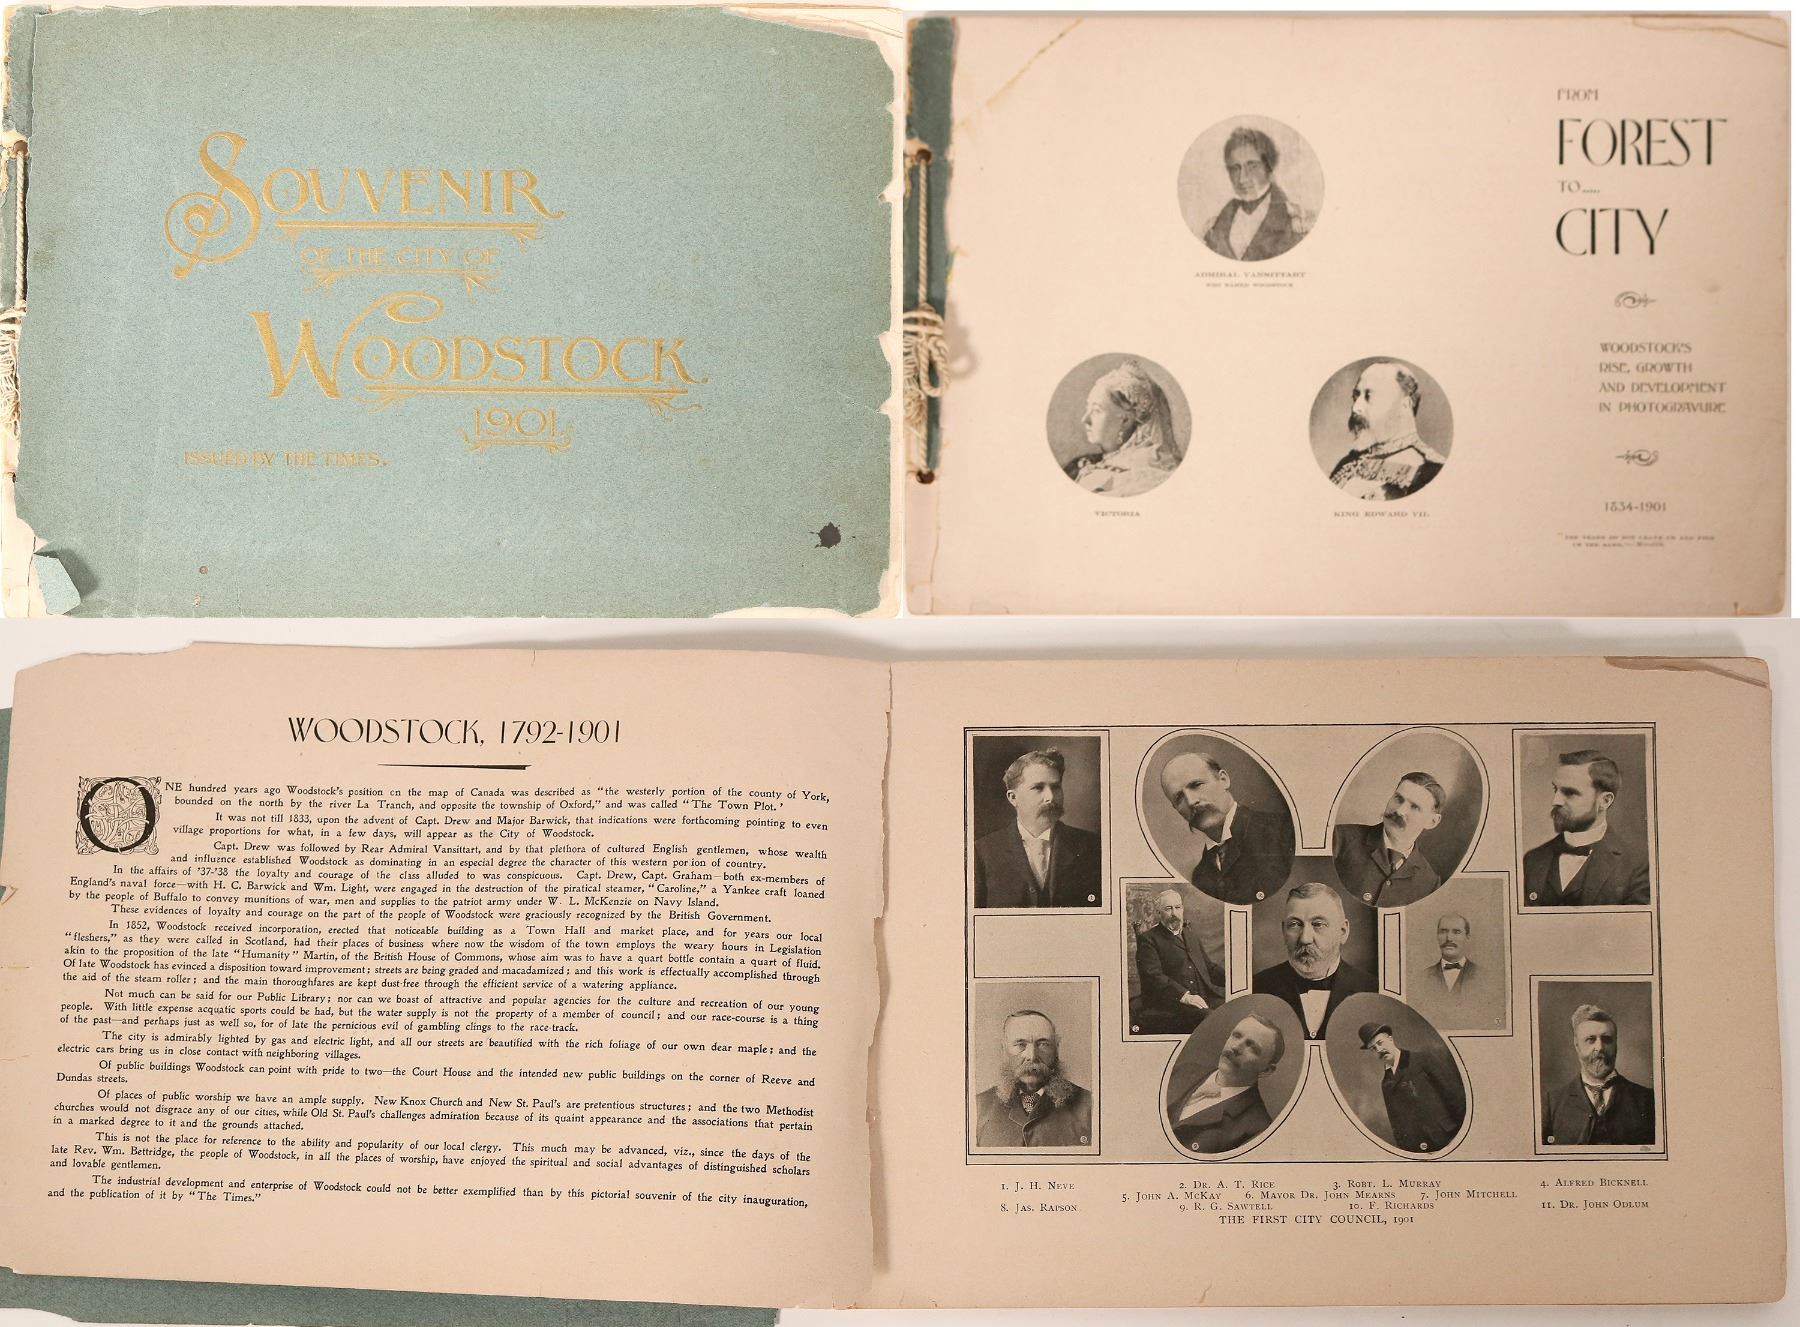 SOUVENIR
OF THE CITY OF
WOODSTOCK.
1901.
ISSUED BY THE TIMES.
FROM
FOREST
TO.....
CITY
WOODSTOCK'S
RISE, GROWTH
AND DEVELOPMENT
IN PHOTOGRAVURE
1834-1901
ADMIRAL VANSITTART
WHO NAMED WOODSTOCK
VICTORIA
KING EDWARD VII.
WOODSTOCK, 1792-1901
ONE hundred years ago Woodstock's position on the map of Canada was described as "the westerly portion of the county of York,
bounded on the north by the river La Tranch, and opposite the township of Oxford," and was called "The Town Plot.'
It was not till 1833, upon the advent of Capt. Drew and Major Barwick, that indications were forthcoming pointing to even
village proportions for what, in a few days, will appear as the City of Woodstock.
Capt. Drew was followed by Rear Admiral Vansittart, and by that plethora of cultured English gentlemen, whose wealth
and influence established Woodstock as dominating in an especial degree the character of this western por ion of country.
In the affairs of '37-'38 the loyalty and courage of the class alluded to was conspicuous. Capt. Drew, Capt. Graham—both ex-members of
England's naval force—with H. C. Barwick and Wm. Light, were engaged in the destruction of the piratical steamer, "Caroline," a Yankee craft loaned
by the people of Buffalo to convey munitions of war, men and supplies to the patriot army under W. L. McKenzie on Navy Island.
These evidences of loyalty and courage on the part of the people of Woodstock were graciously recognized by the British Government.
In 1852, Woodstock received incorporation, erected that noticeable building as a Town Hall and market place, and for years our local
"fleshers," as they were called in Scotland, had their places of business where now the wisdom of the town employs the weary hours in Legislation
akin to the proposition of the late "Humanity" Martin, of the British House of Commons, whose aim was to have a quart bottle contain a quart of fluid.
Of late Woodstock has evinced a disposition toward improvement; streets are being graded and macadamized; and this work is effectually accomplished through
the aid of the steam roller; and the main thoroughfares are kept dust-free through the efficient service of a watering appliance.
Not much can be said for our Public Library; nor can we boast of attractive and popular agencies for the culture and recreation of our young
people. With little expense acquatic sports could be had, but the water supply is not the property of a member of council; and our race-course is a thing
of the past—and perhaps just as well so, for of late the pernicious evil of gambling clings to the race-track.
The city is admirably lighted by gas and electric light, and all our streets are beautified with the rich foliage of our own dear maple; and the
electric cars bring us in close contact with neighboring villages.
Of public buildings Woodstock can point with pride to two—the Court House and the intended new public buildings on the corner of Reeve and
Dundas streets.
Of places of public worship we have an ample supply. New Knox Church and New St. Paul's are pretentious structures; and the two Methodist
churches would not disgrace any of our cities, while Old St. Paul's challenges admiration because of its quaint appearance and the associations that pertain
in a marked degree to it and the grounds attached.
This is not the place for reference to the ability and popularity of our local clergy. This much may be advanced, viz., since the days of the
late Rev. Wm. Bettridge, the people of Woodstock, in all the places of worship, have enjoyed the spiritual and social advantages of distinguished scholars
and lovable gentlemen.
The industrial development and enterprise of Woodstock could not be better exemplified than by this pictorial souvenir of the city inauguration,
and the publication of it by "The Times."
1. J. H. NEVE 2. DR. A. T. RICE 3. ROBT. L. MURRAY 4. ALFRED BICKNELL
5. JOHN A. MCKAY 6. MAYOR DR. JOHN MEARNS 7. JOHN MITCHELL
8. JAS. RAPSON 9. R. G. SAWTELL 10. F. RICHARDS 11. DR. JOHN ODLUM
THE FIRST CITY COUNCIL, 1901